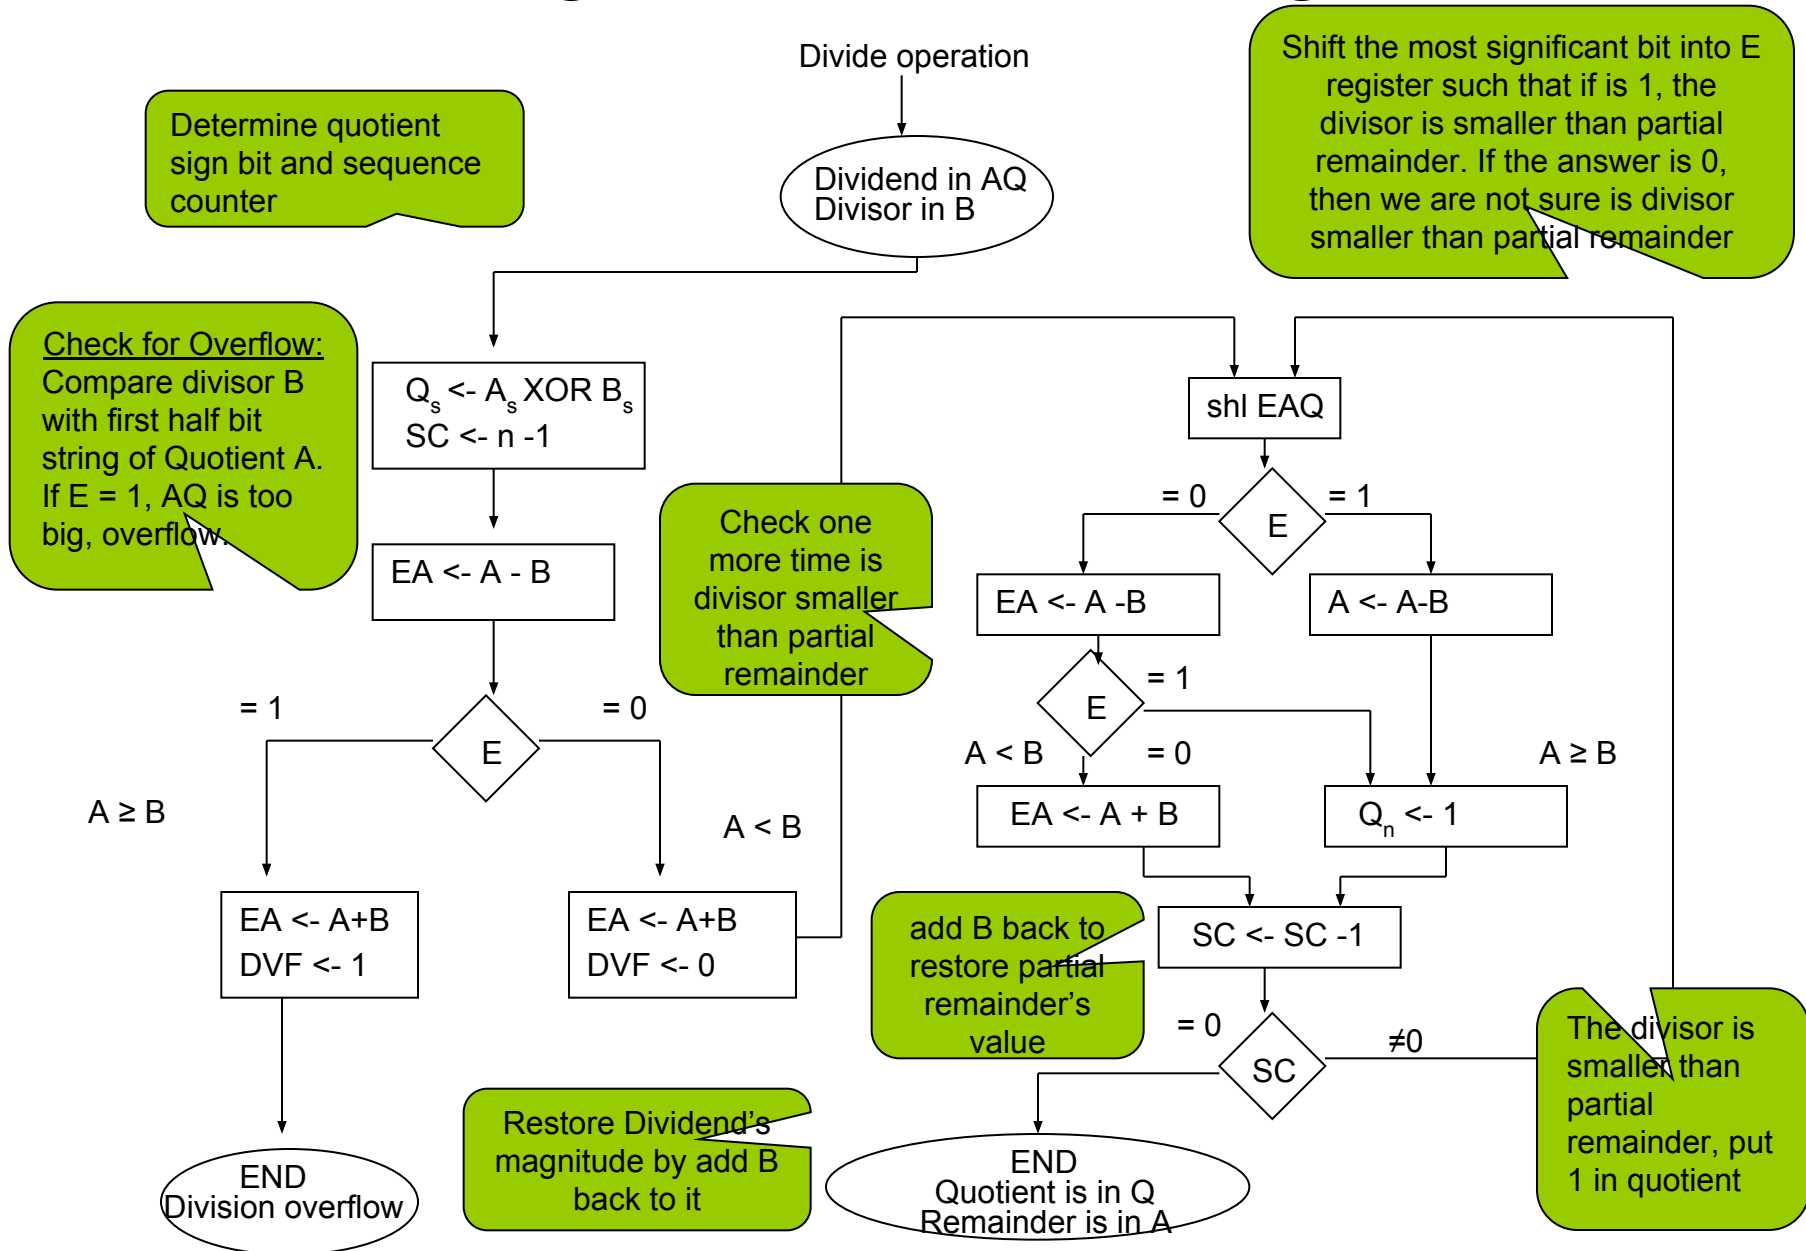 Divide operation
Dividend in AQ
Divisor in B
Determine quotient
sign bit and sequence
counter
Shift the most significant bit into E
register such that if is 1, the
divisor is smaller than partial
remainder. If the answer is 0,
then we are not sure is divisor
smaller than partial remainder
Check for Overflow:
Compare divisor B
with first half bit
string of Quotient A.
If E = 1, AQ is too
big, overflow.
Qs <- As XOR Bs
SC <- n -1
EA <- A - B
E
= 1
= 0
A ≥ B
A < B
EA <- A+B
DVF <- 1
EA <- A+B
DVF <- 0
END
Division overflow
Restore Dividend's
magnitude by add B
back to it
Check one
more time is
divisor smaller
than partial
remainder
shl EAQ
= 0
= 1
E
EA <- A -B
A <- A-B
= 1
E
A < B
= 0
A ≥ B
EA <- A + B
Qn <- 1
add B back to
restore partial
remainder’s
value
SC <- SC -1
= 0
≠0
SC
The divisor is
smaller than
partial
remainder, put
1 in quotient
END
Quotient is in Q
Remainder is in A